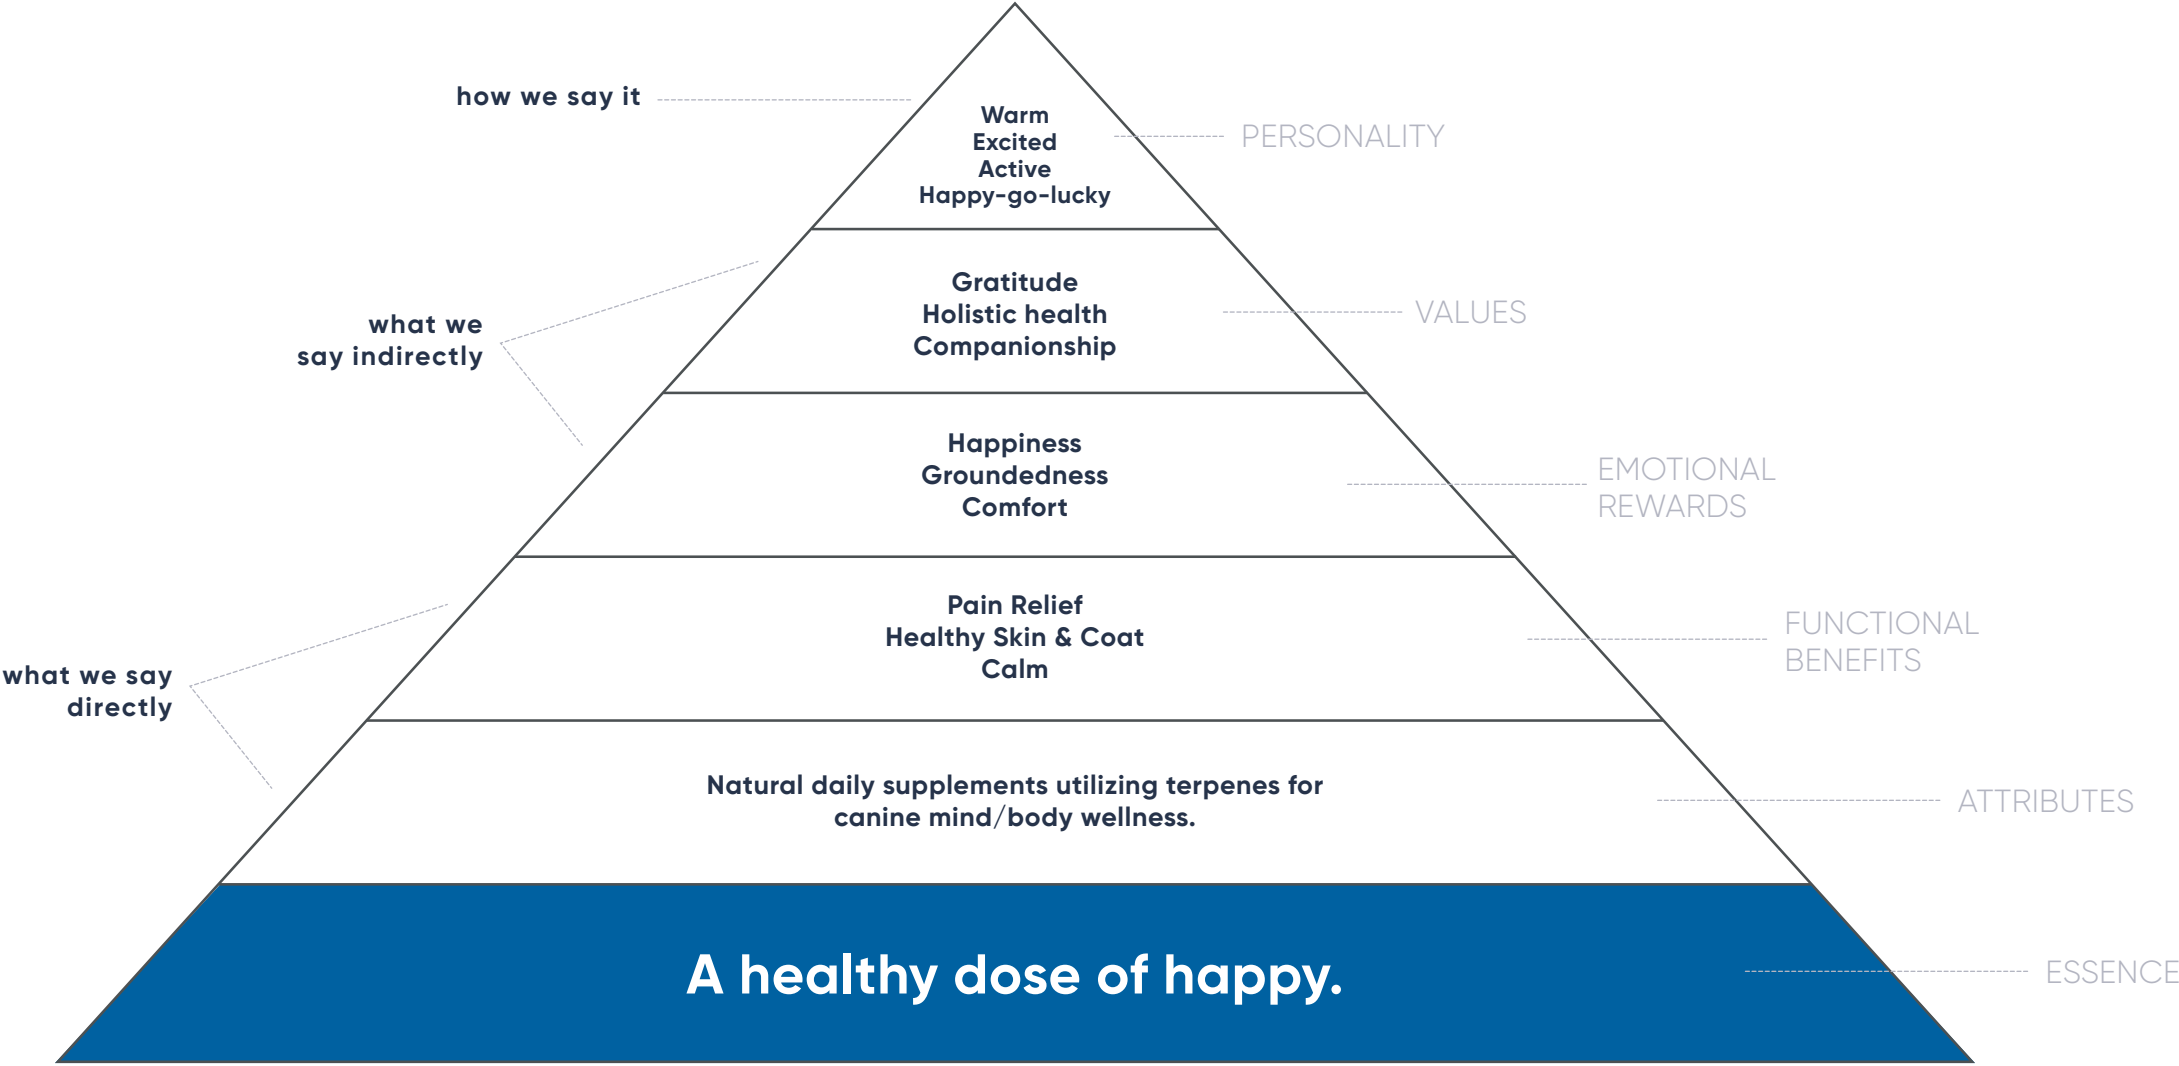 how we say it
Warm
Excited
Active
Happy-go-lucky
PERSONALITY
what we
say indirectly
Gratitude
Holistic health
Companionship
VALUES
Happiness
Groundedness
Comfort
EMOTIONAL
REWARDS
what we say
directly
Pain Relief
Healthy Skin & Coat
Calm
FUNCTIONAL
BENEFITS
Natural daily supplements utilizing terpenes for
canine mind/body wellness.
ATTRIBUTES
A healthy dose of happy.
ESSENCE